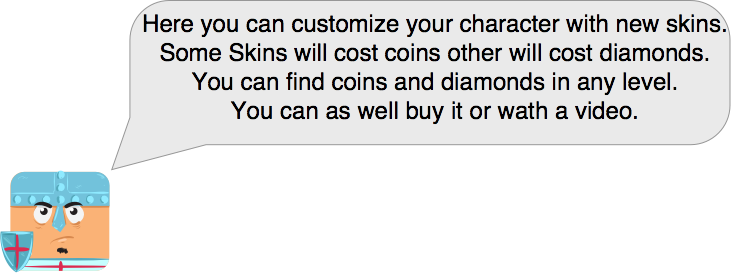 Here you can customize your character with new skins.
Some Skins will cost coins other will cost diamonds.
You can find coins and diamonds in any level.
You can as well buy it or wath a video.